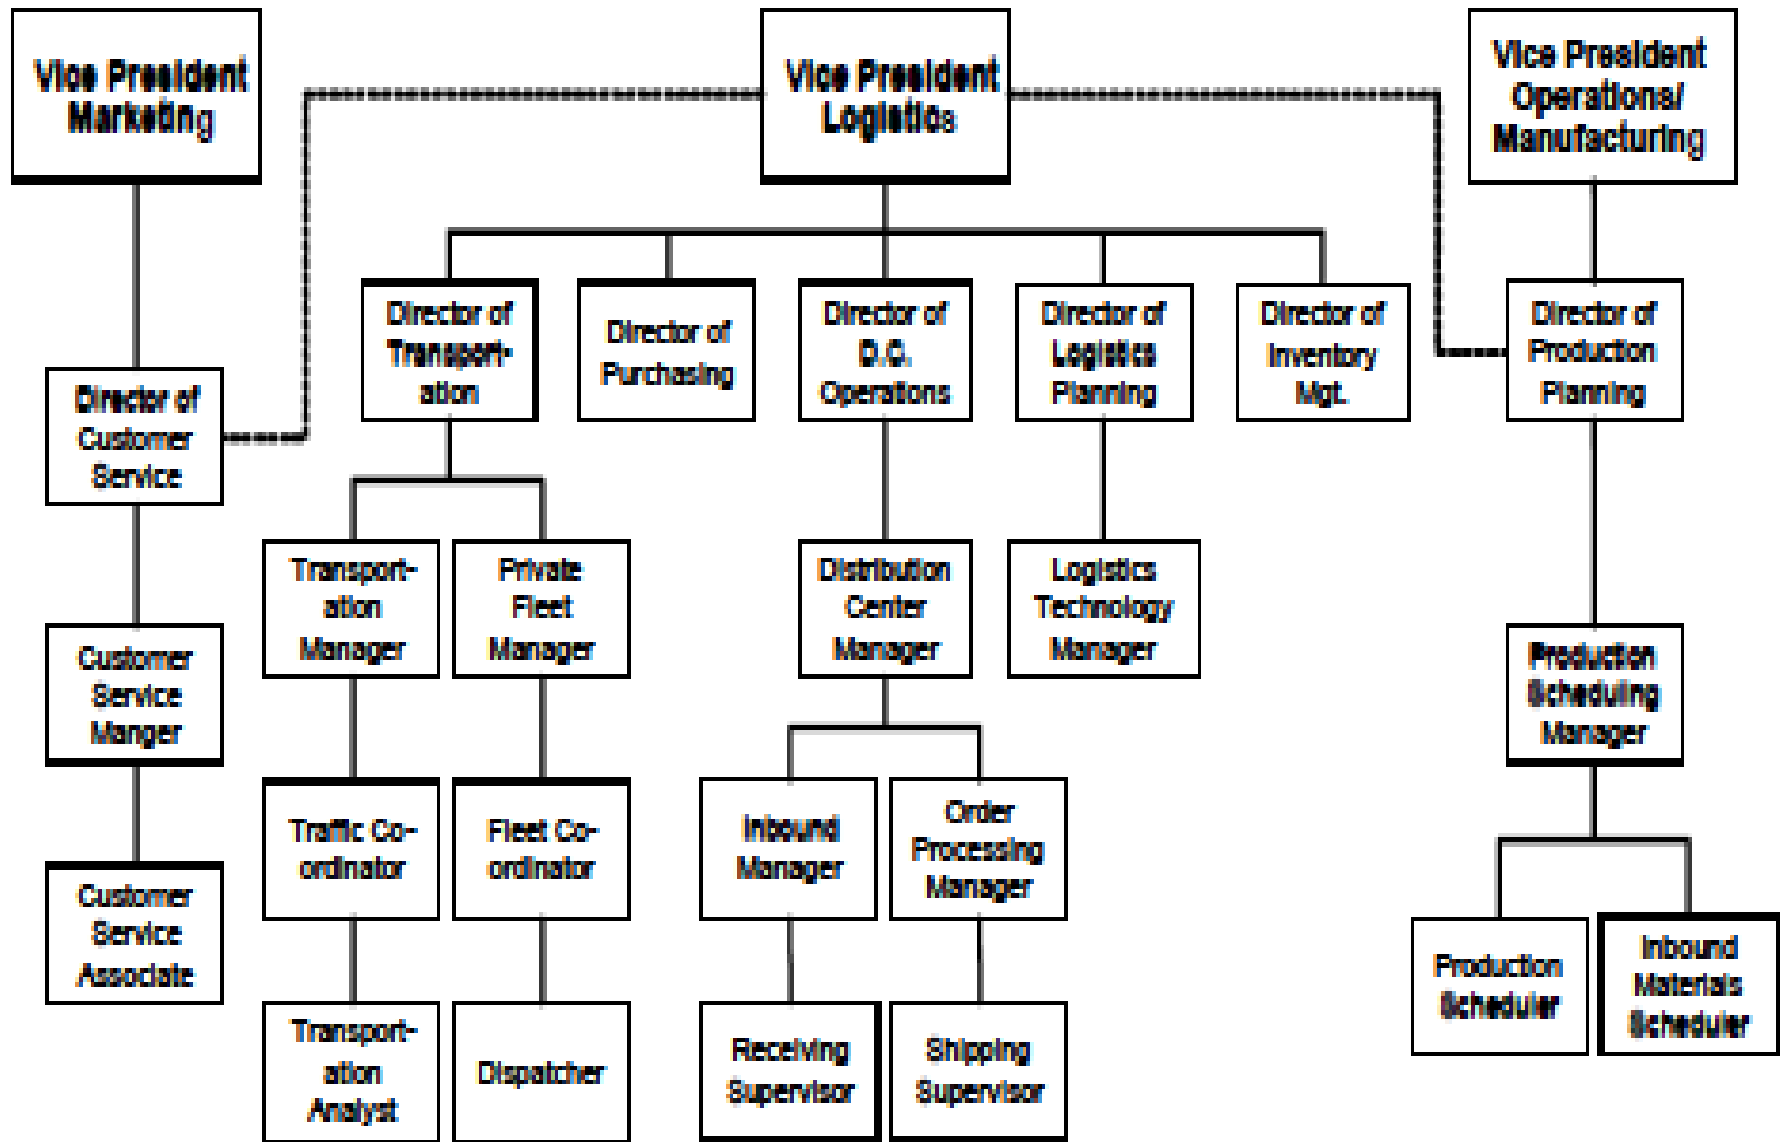 Vice President
Marketing
Vice President
Logistics
Vice President
Operations/
Manufacturing
Director of
Transport-
ation
Director of
Purchasing
Director of
D.C.
Operations
Director of
Logistics
Planning
Director of
Inventory
Mgt.
Director of
Production
Planning
Director of
Customer
Service
Transport-
ation
Manager
Private
Fleet
Manager
Distribution
Center
Manager
Logistics
Technology
Manager
Customer
Service
Manger
Production
Scheduling
Manager
Traffic Co-
ordinator
Fleet Co-
ordinator
Inbound
Manager
Order
Processing
Manager
Customer
Service
Associate
Production
Scheduler
Inbound
Materials
Scheduler
Transport-
ation
Analyst
Dispatcher
Receiving
Supervisor
Shipping
Supervisor